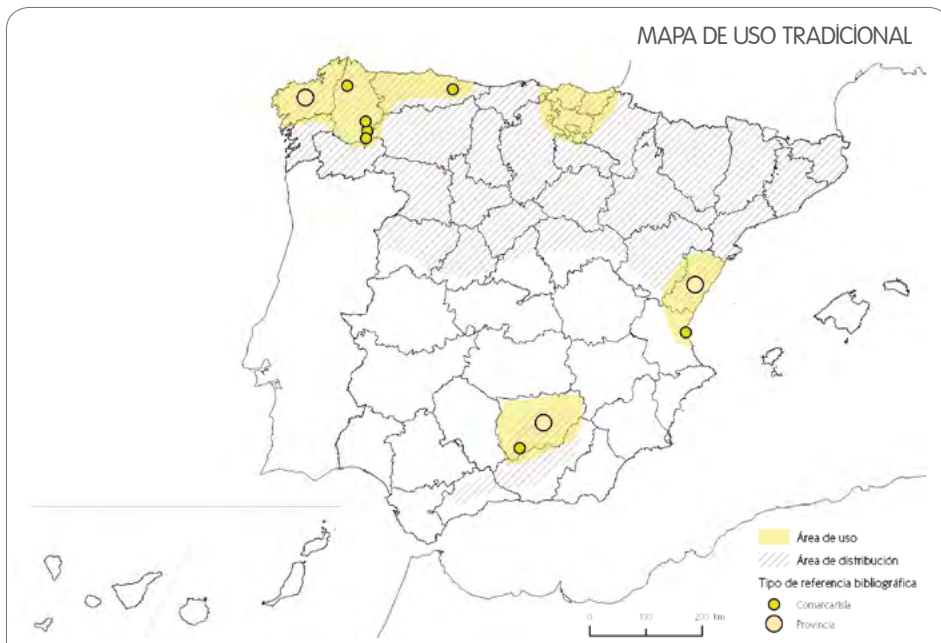 MAPA DE USO TRADICIONAL
Área de uso
Área de distribución
Tipo de referencia bibliográfica
Comarca/Isla
Provincia
0 100 200 Km